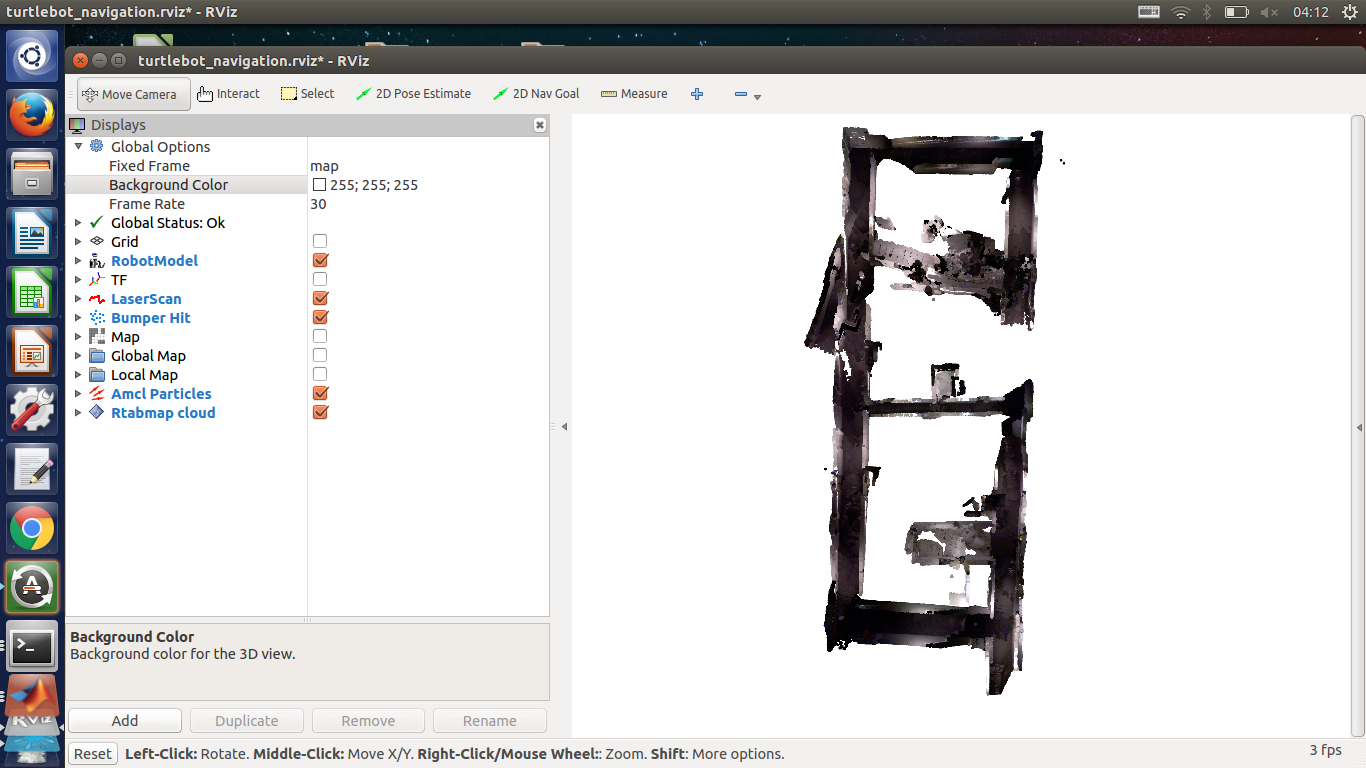 turtlebot_navigation.rviz* - RViz
04:12
turtlebot_navigation.rviz* - RViz
Move Camera Interact Select 2D Pose Estimate 2D Nav Goal Measure
Displays
Global Options
Fixed Frame map
Background Color 255; 255; 255
Frame Rate 30
Global Status: Ok
Grid
RobotModel
TF
LaserScan
Bumper Hit
Map
Global Map
Local Map
Amcl Particles
Rtabmap cloud
Background Color
Background color for the 3D view.
Add Duplicate Remove Rename
RViz
Reset Left-Click: Rotate. Middle-Click: Move X/Y. Right-Click/Mouse Wheel:: Zoom. Shift: More options.
3 fps